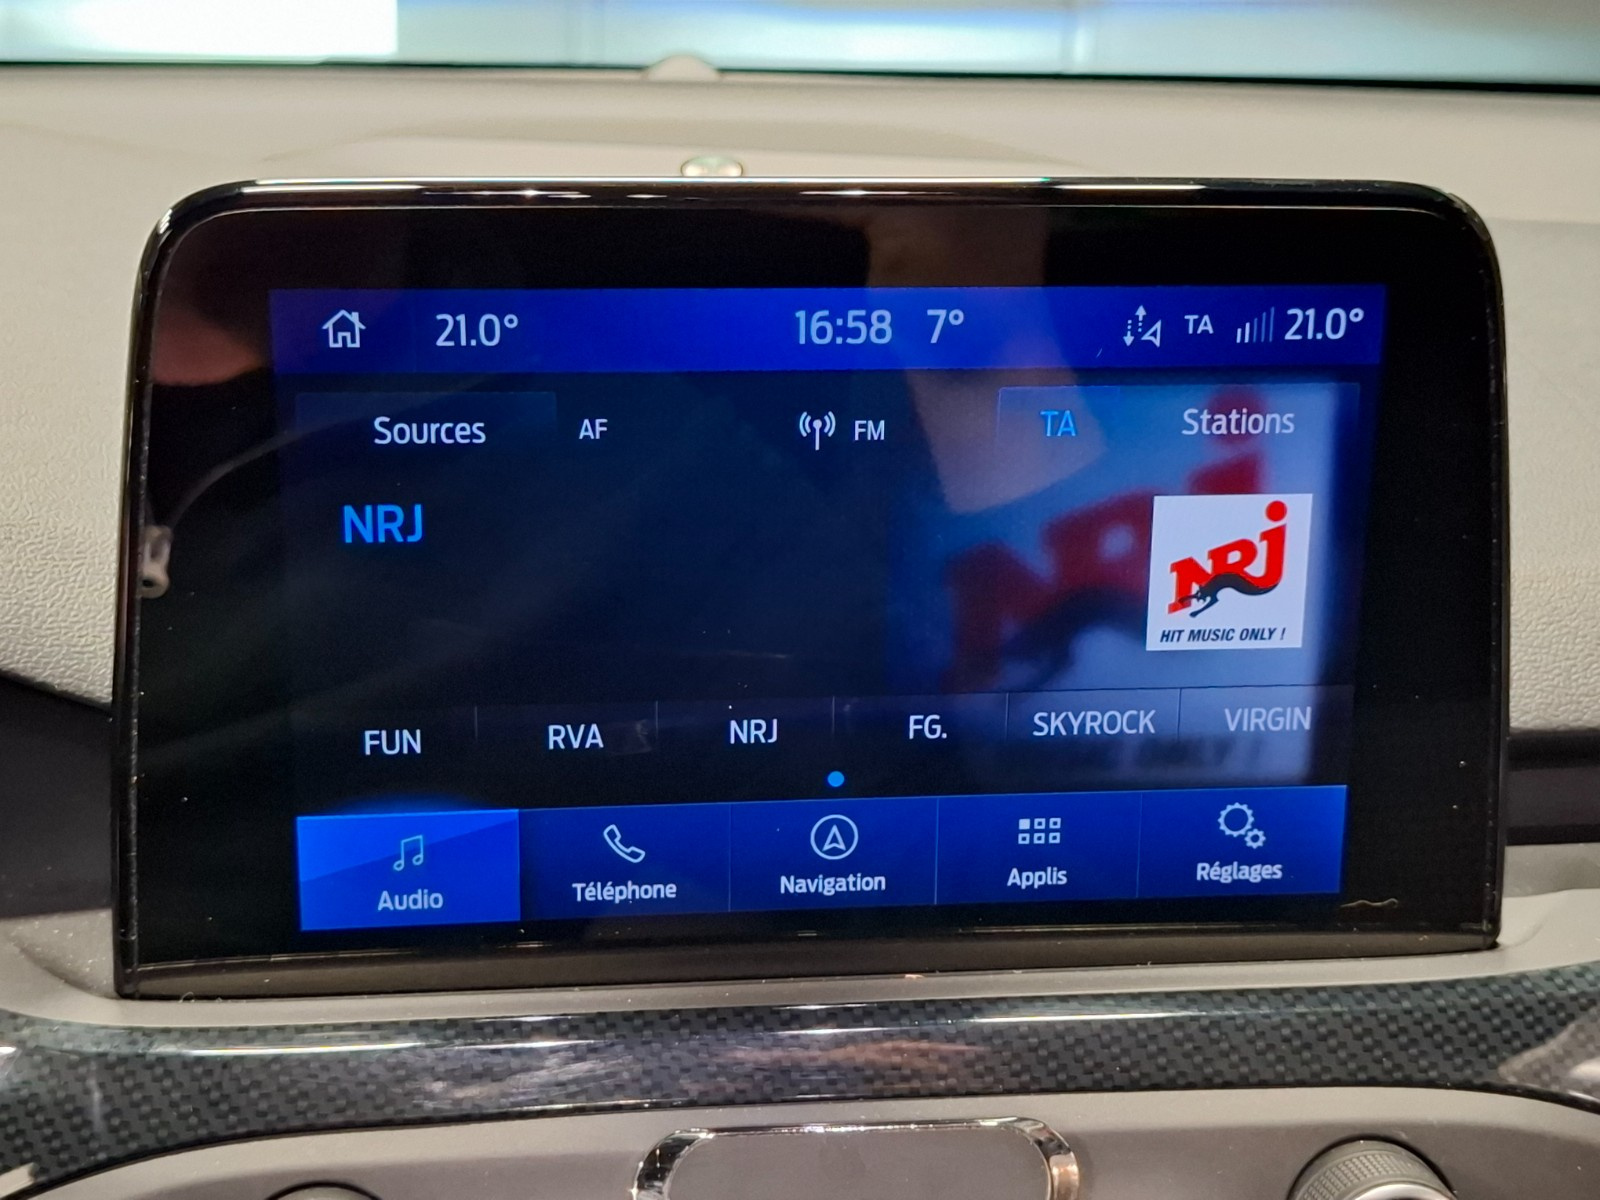 21.0° 16:58 7° TA 21.0°
Sources AF FM TA Stations
NRJ
NRJ
HIT MUSIC ONLY !
FUN RVA NRJ FG. SKYROCK VIRGIN
Audio Téléphone Navigation Applis Réglages